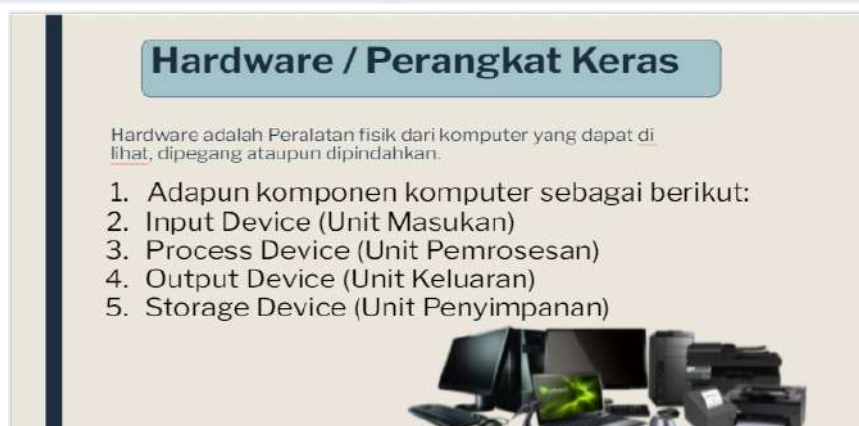 Hardware / Perangkat Keras
Hardware adalah Peralatan fisik dari komputer yang dapat di
lihat, dipegang ataupun dipindahkan.
1. Adapun komponen komputer sebagai berikut:
2. Input Device (Unit Masukan)
3. Process Device (Unit Pemrosesan)
4. Output Device (Unit Keluaran)
5. Storage Device (Unit Penyimpanan)